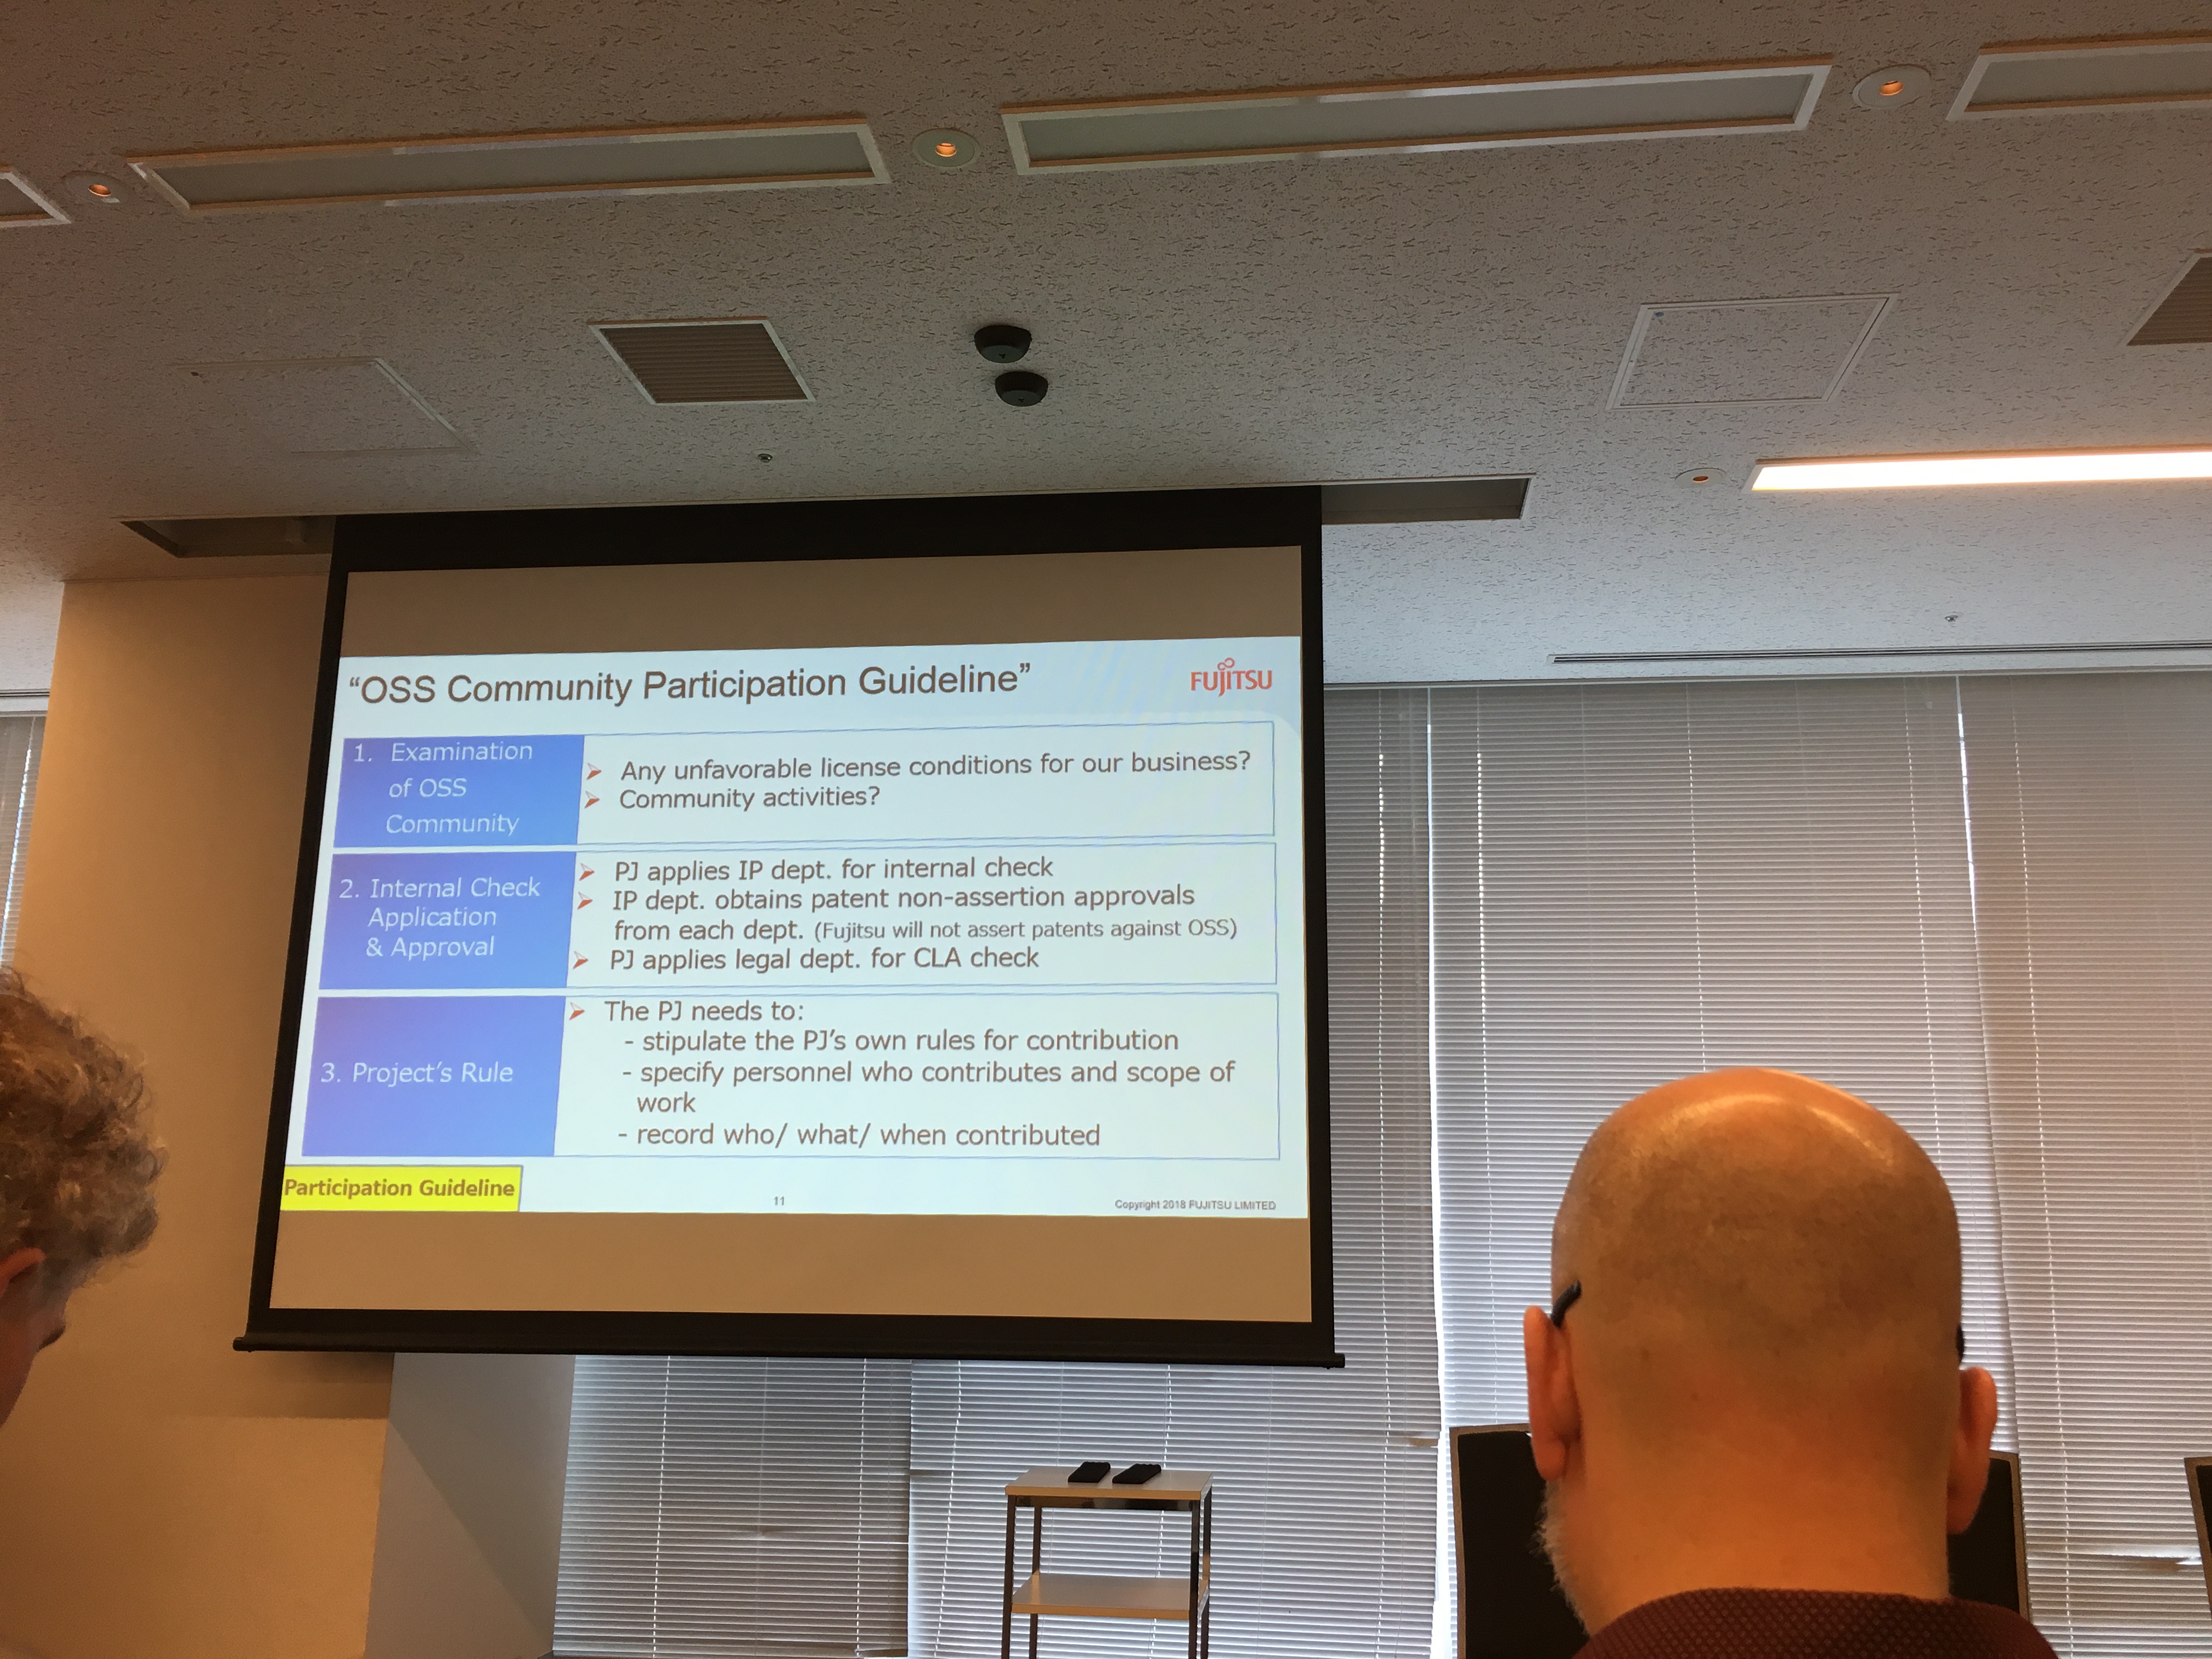 “OSS Community Participation Guideline”
FUJITSU
1. Examination
of OSS
Community
➢ Any unfavorable license conditions for our business?
➢ Community activities?
2. Internal Check
Application
& Approval
➢ PJ applies IP dept. for internal check
➢ IP dept. obtains patent non-assertion approvals
from each dept. (Fujitsu will not assert patents against OSS)
➢ PJ applies legal dept. for CLA check
3. Project’s Rule
➢ The PJ needs to:
- stipulate the PJ’s own rules for contribution
- specify personnel who contributes and scope of
work
- record who/ what/ when contributed
Participation Guideline
11
Copyright 2018 FUJITSU LIMITED